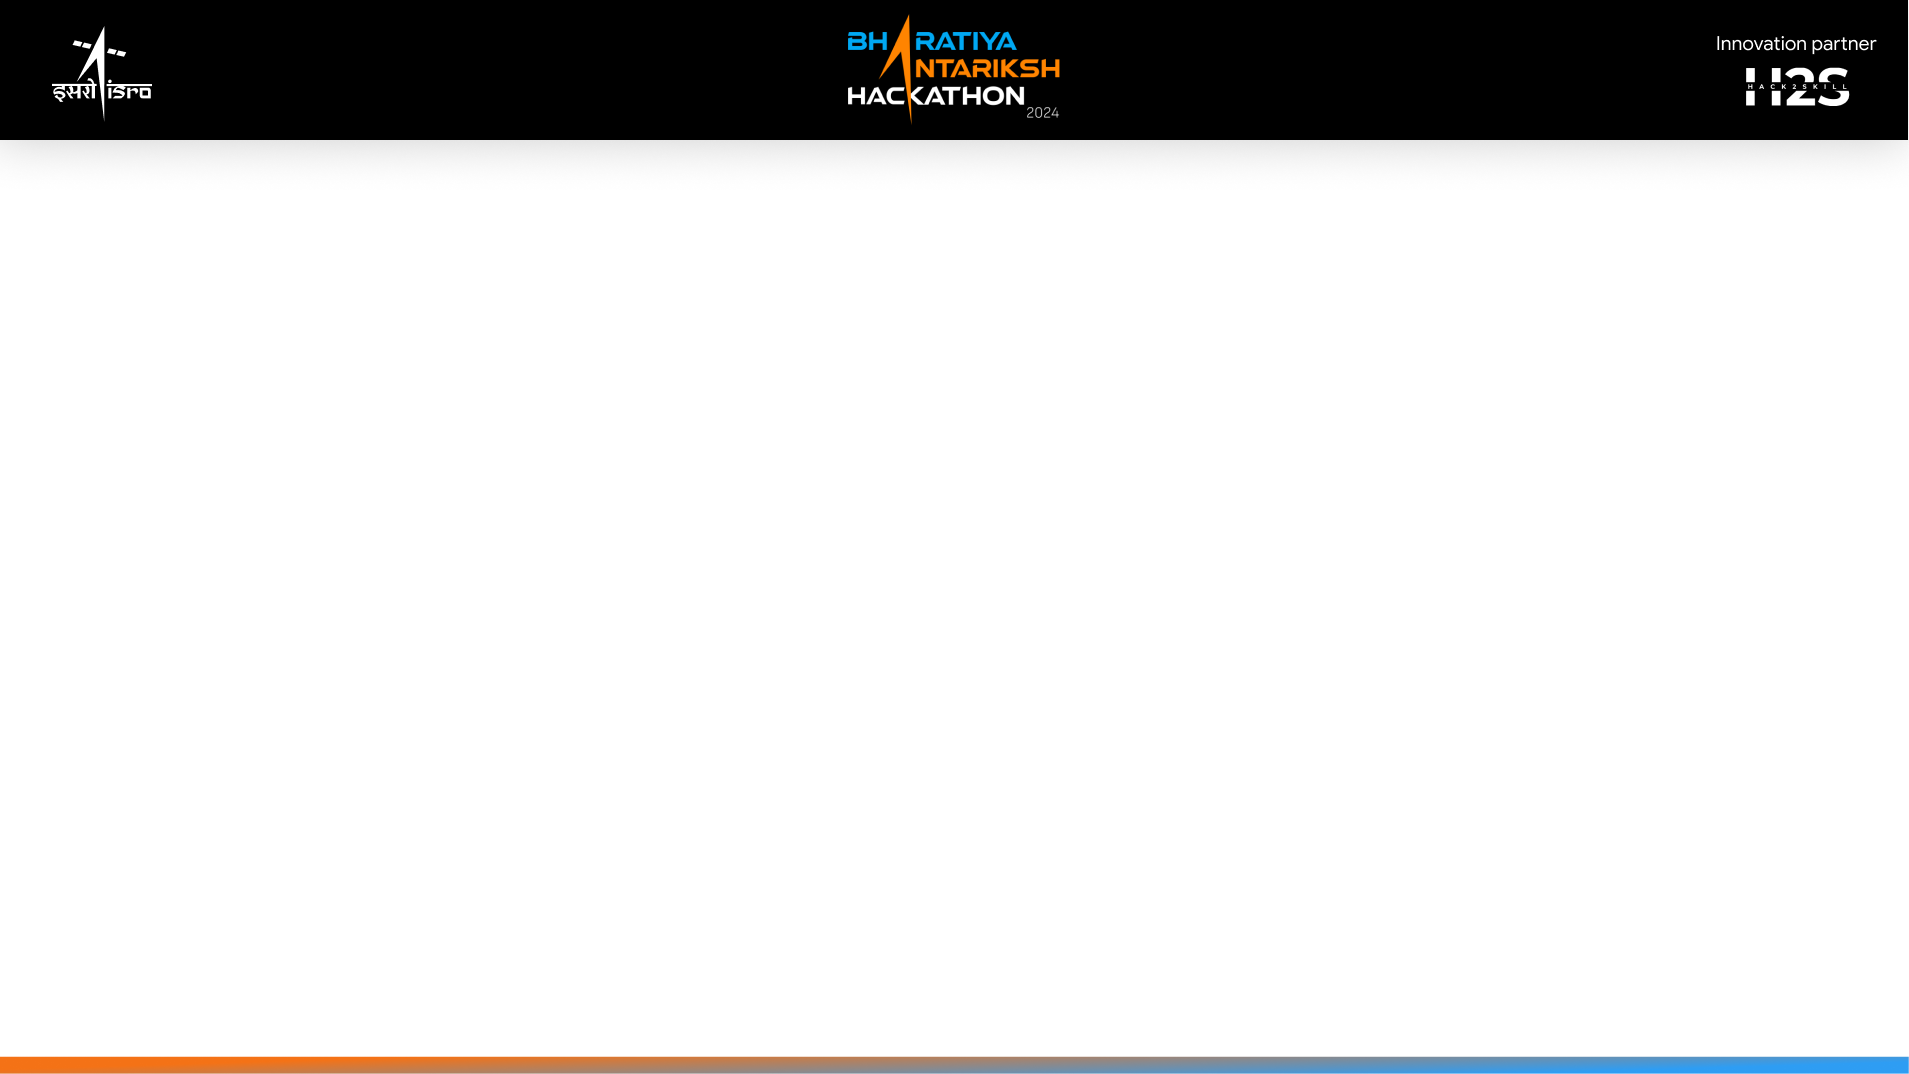 इसरो isro
BHARATIYA
ANTARIKSH
HACKATHON
2024
Innovation partner
H2S
HACK2SKILL